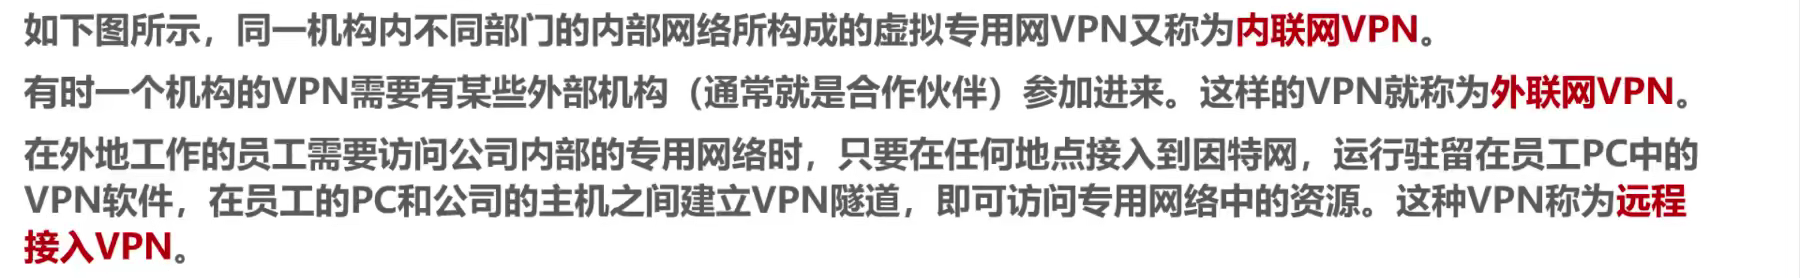 如下图所示，同一机构内不同部门的内部网络所构成的虚拟专用网VPN又称为内联网VPN。
有时一个机构的VPN需要有某些外部机构（通常就是合作伙伴）参加进来。这样的VPN就称为外联网VPN。
在外地工作的员工需要访问公司内部的专用网络时，只要在任何地点接入到因特网，运行驻留在员工PC中的
VPN软件，在员工的PC和公司的主机之间建立VPN隧道，即可访问专用网络中的资源。这种VPN称为远程
接入VPN。